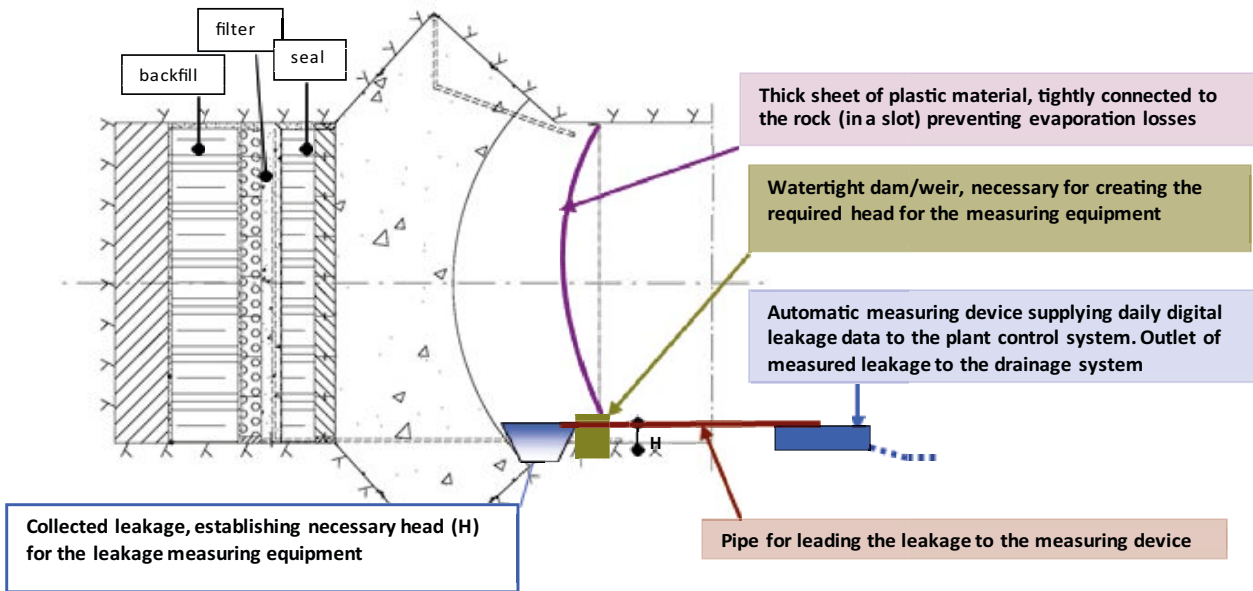 filter
seal
backfill
Thick sheet of plastic material, tightly connected to
the rock (in a slot) preventing evaporation losses
Watertight dam/weir, necessary for creating the
required head for the measuring equipment
Automatic measuring device supplying daily digital
leakage data to the plant control system. Outlet of
measured leakage to the drainage system
H
Collected leakage, establishing necessary head (H)
for the leakage measuring equipment
Pipe for leading the leakage to the measuring device